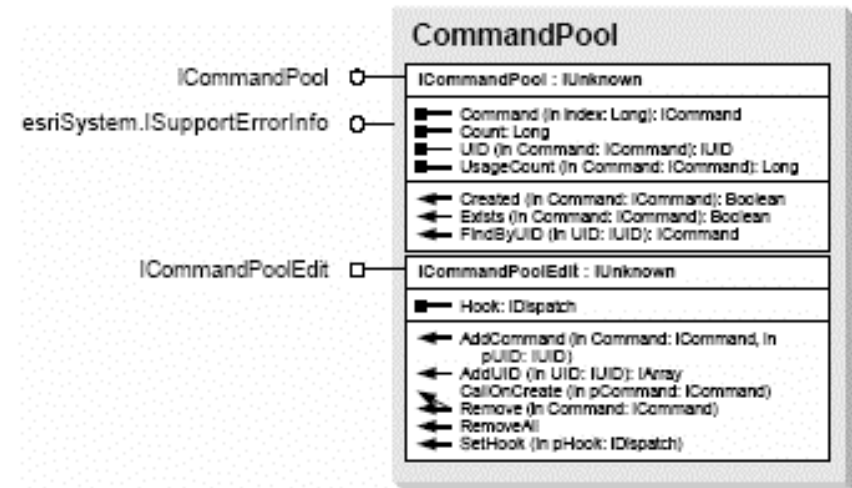 CommandPool
ICommandPool
ICommandPool : IUnknown
esriSystem.ISupportErrorInfo
Command (in Index: Long): ICommand
Count: Long
UID (in Command: ICommand): IUID
UsageCount (in Command: ICommand): Long
Created (in Command: ICommand): Boolean
Exists (in Command: ICommand): Boolean
FindByUID (in UID: IUID): ICommand
ICommandPoolEdit
ICommandPoolEdit : IUnknown
Hook: IDispatch
AddCommand (in Command: ICommand, in
pUID: IUID)
AddUID (in UID: IUID): IArray
CallOnCreate (in pCommand: ICommand)
Remove (in Command: ICommand)
RemoveAll
SetHook (in pHook: IDispatch)